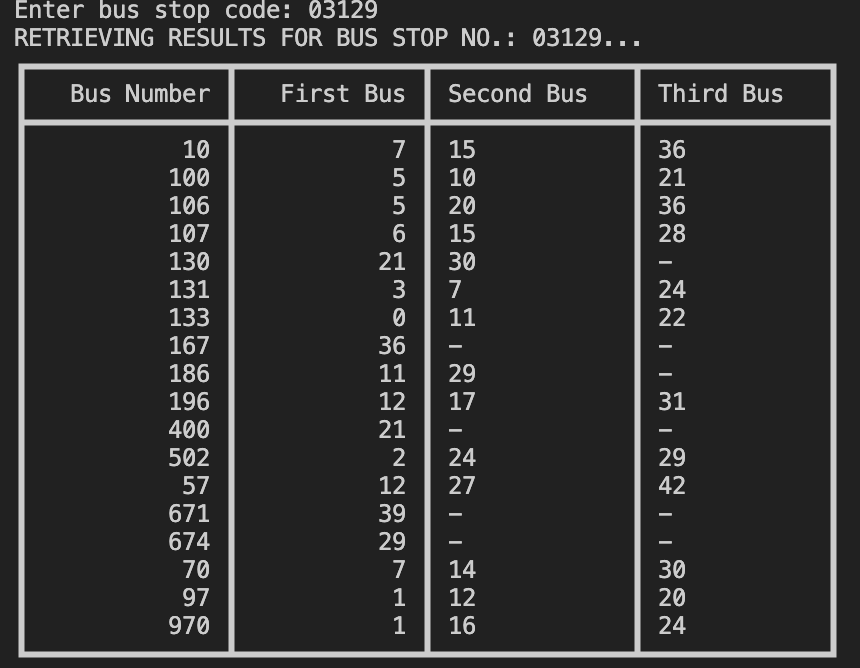 Enter bus stop code: 03129
RETRIEVING RESULTS FOR BUS STOP NO.: 03129...
Bus Number First Bus Second Bus Third Bus
10 7 15 36
100 5 10 21
106 5 20 36
107 6 15 28
130 21 30 –
131 3 7 24
133 0 11 22
167 36 – –
186 11 29 –
196 12 17 31
400 21 – –
502 2 24 29
57 12 27 42
671 39 – –
674 29 – –
70 7 14 30
97 1 12 20
970 1 16 24